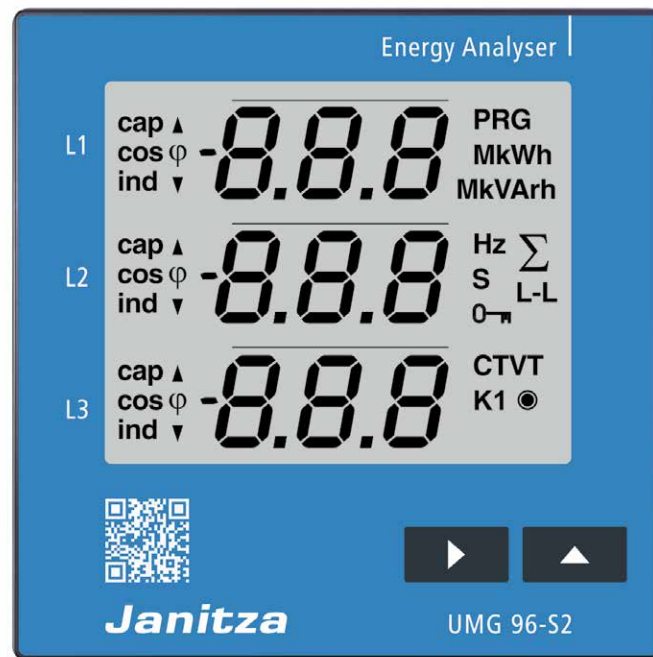 Energy Analyser
L1
cap ▲
cos φ -8.8.8
ind ▼
PRG
MkWh
MkVArh
L2
cap ▲
cos φ -8.8.8
ind ▼
Hz Σ
S
L-L
L3
cap ▲
cos φ -8.8.8
ind ▼
CTVT
K1
Janitza
UMG 96-S2